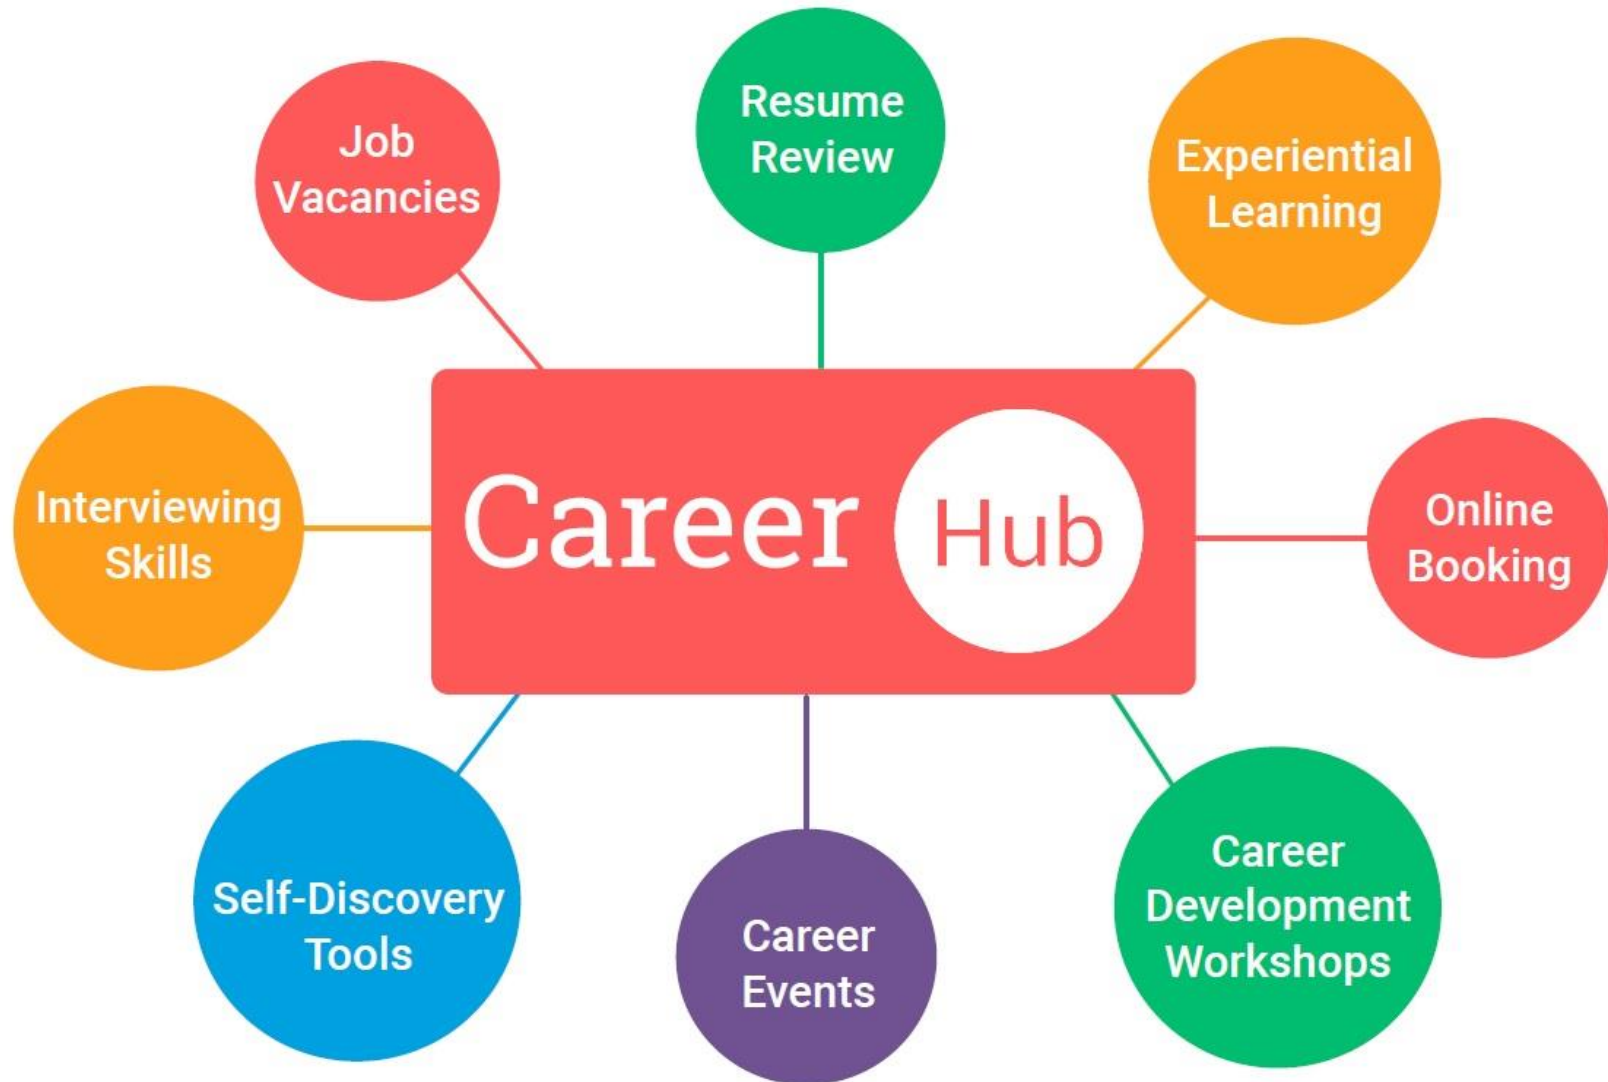 Resume
Review
Job
Vacancies
Experiential
Learning
Career Hub
Interviewing
Skills
Online
Booking
Self-Discovery
Tools
Career
Events
Career
Development
Workshops